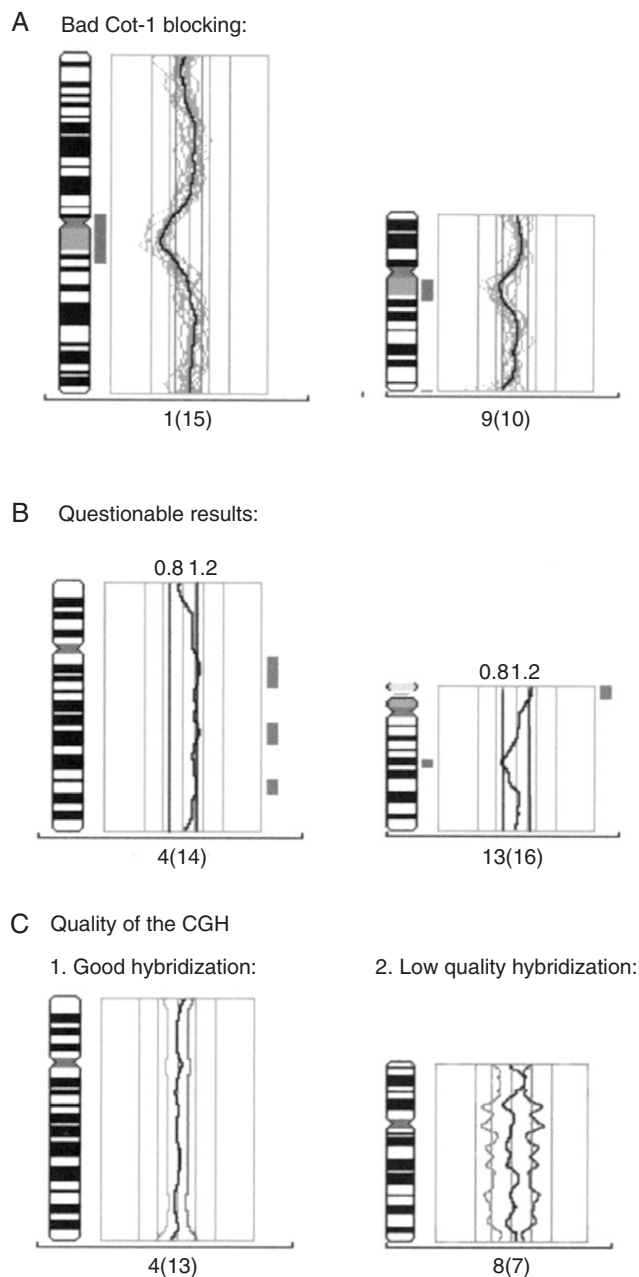 A Bad Cot-1 blocking:
1(15)
9(10)
B Questionable results:
0.8 1.2
0.81.2
4(14)
13(16)
C Quality of the CGH
1. Good hybridization:
2. Low quality hybridization:
4(13)
8(7)